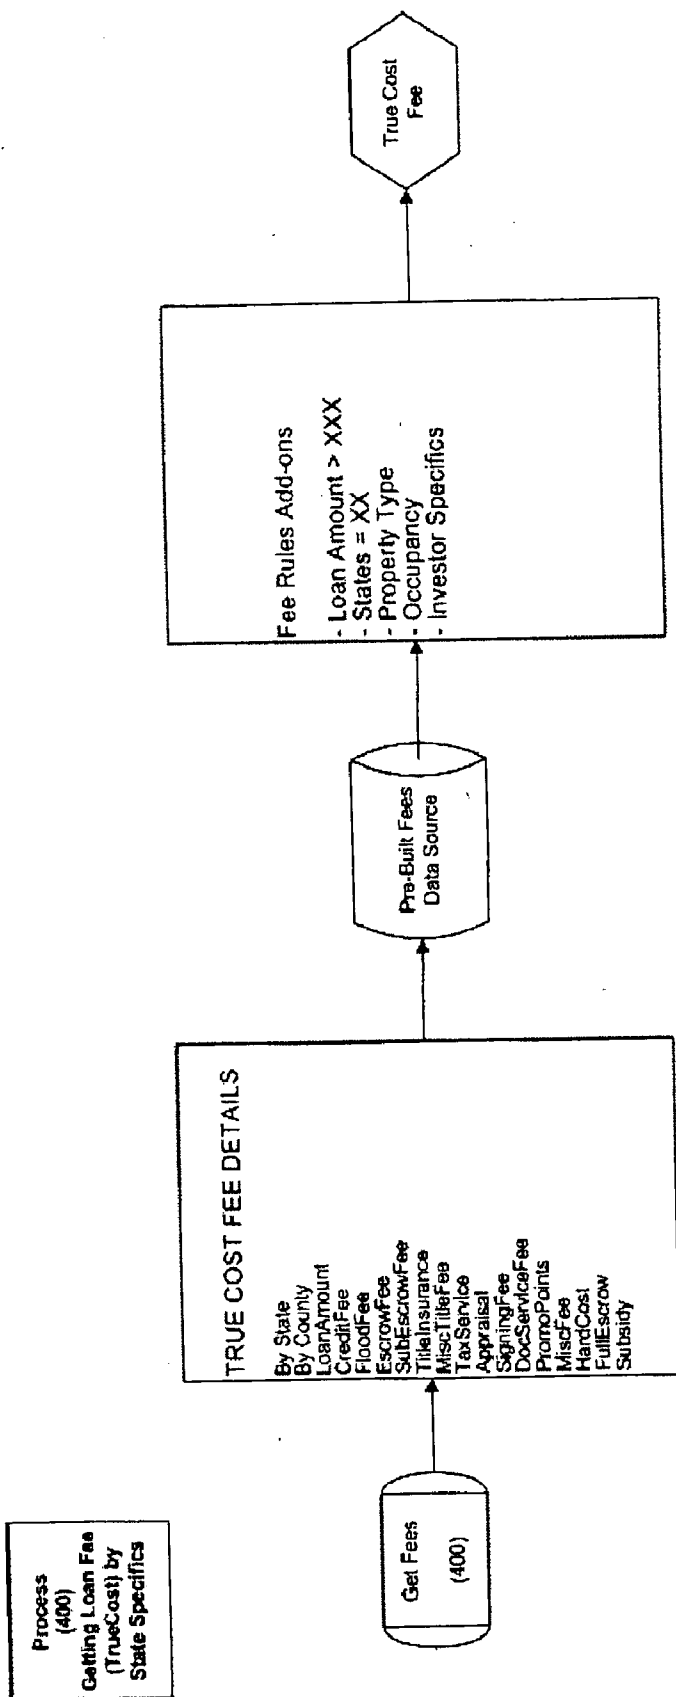 Process
(400)
Getting Loan Fee
(TrueCost) by
State Specifics
Get Fees
(400)
TRUE COST FEE DETAILS
By State
By County
LoanAmount
CreditFee
FloodFee
EscrowFee
SubEscrowFee
TitleInsurance
MiscTitleFee
TaxService
Appraisal
SigningFee
DocServiceFee
PromoPoints
MiscFee
HardCost
FullEscrow
Subsidy
Pre-Built Fees
Data Source
Fee Rules Add-ons
- Loan Amount > XXX
- States = XX
- Property Type
- Occupancy
- Investor Specifics
True Cost
Fee